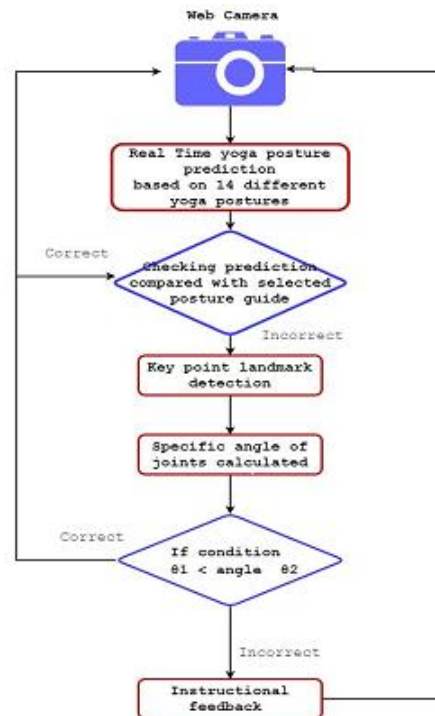 Web Camera
Real Time yoga posture
prediction
based on 14 different
yoga postures
Correct
Checking prediction
compared with selected
posture guide
Incorrect
Key point landmark
detection
Specific angle of
joints calculated
Correct
If condition
θ1 < angle θ2
Incorrect
Instructional
feedback